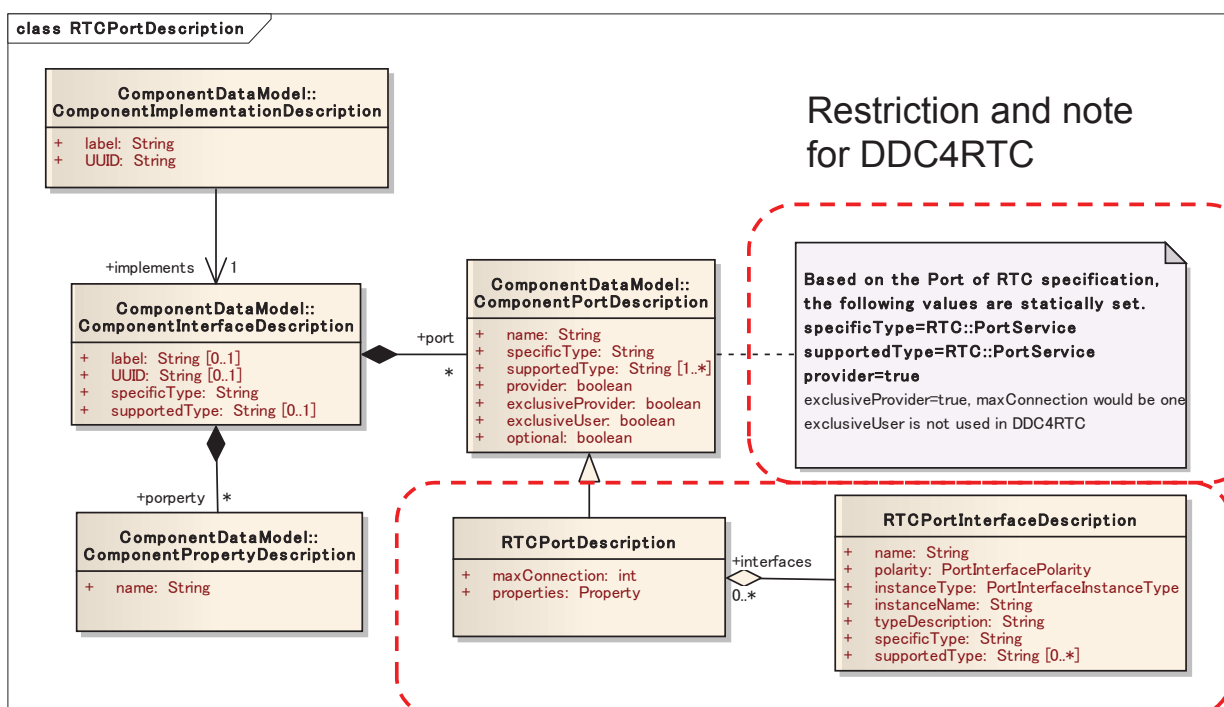 class RTCPortDescription
ComponentDataModel::
ComponentImplementationDescription
+ label: String
+ UUID: String
Restriction and note
for DDC4RTC
+implements 1
ComponentDataModel::
ComponentInterfaceDescription
+ label: String [0..1]
+ UUID: String [0..1]
+ specificType: String
+ supportedType: String [0..1]
+port
*
ComponentDataModel::
ComponentPortDescription
+ name: String
+ specificType: String
+ supportedType: String [1..*]
+ provider: boolean
+ exclusiveProvider: boolean
+ exclusiveUser: boolean
+ optional: boolean
Based on the Port of RTC specification,
the following values are statically set.
specificType=RTC::PortService
supportedType=RTC::PortService
provider=true
exclusiveProvider=true, maxConnection would be one
exclusiveUser is not used in DDC4RTC
+porperty *
ComponentDataModel::
ComponentPropertyDescription
+ name: String
RTCPortDescription
+ maxConnection: int
+ properties: Property
+interfaces
0..*
RTCPortInterfaceDescription
+ name: String
+ polarity: PortInterfacePolarity
+ instanceType: PortInterfaceInstanceType
+ instanceName: String
+ typeDescription: String
+ specificType: String
+ supportedType: String [0..*]